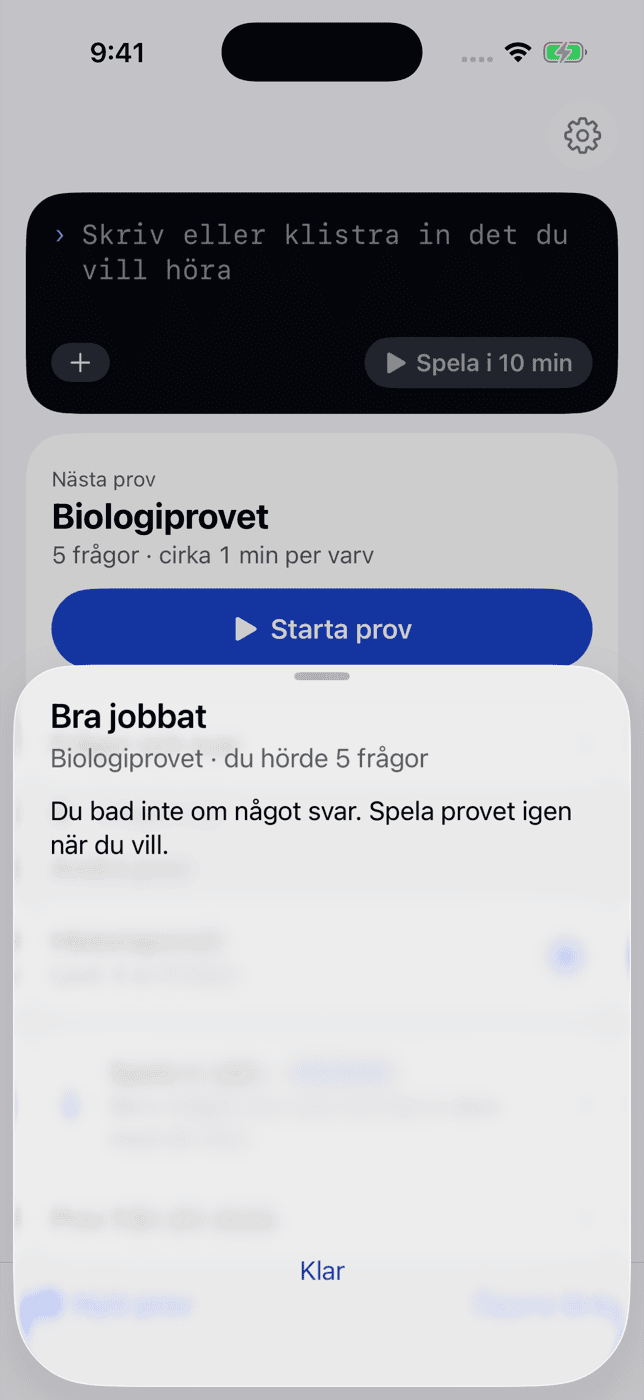 9:41
› Skriv eller klistra in det du
vill höra
+
Spela i 10 min
Nästa prov
Biologiprovet
5 frågor · cirka 1 min per varv
Starta prov
Bra jobbat
Biologiprovet · du hörde 5 frågor
Du bad inte om något svar. Spela provet igen
när du vill.
Klar